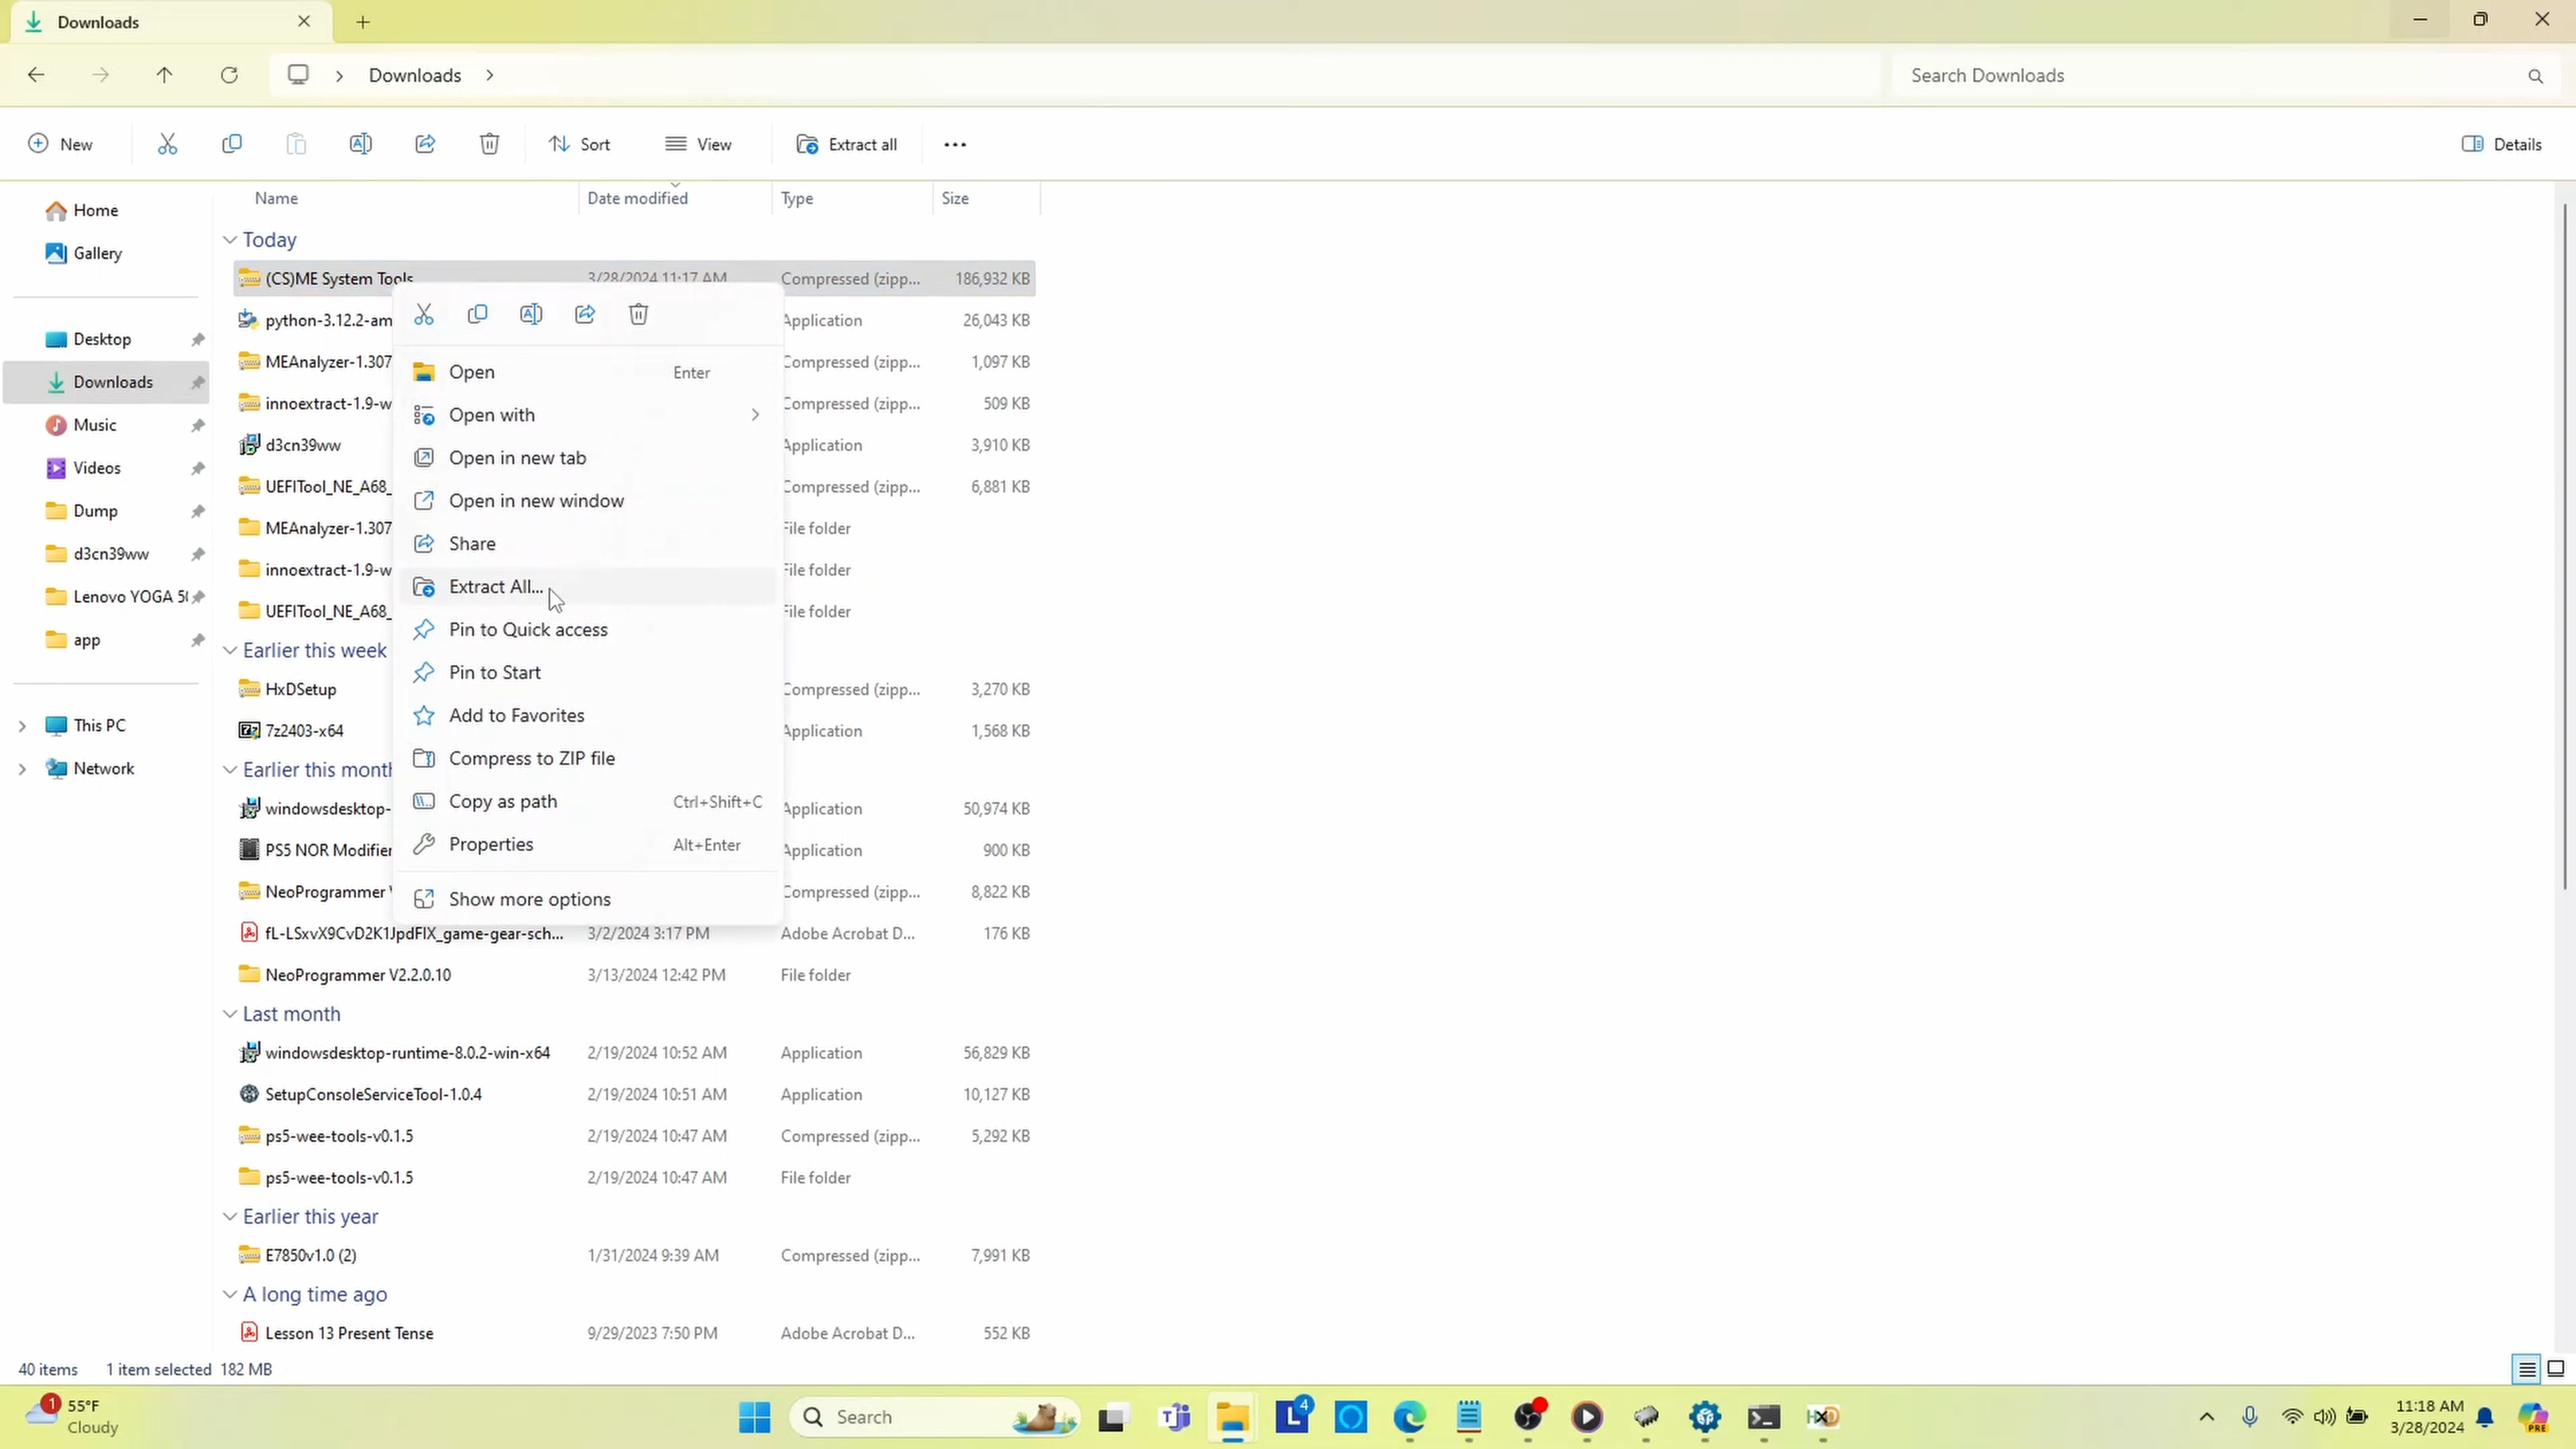 Downloads
Downloads
Search Downloads
New
Sort
View
Extract all
Details
Name Date modified Type Size
Home
Gallery
Desktop
Downloads
Music
Videos
Dump
d3cn39ww
Lenovo YOGA 5(
app
This PC
Network
Today
(CS)ME System Tools 3/28/2024 11:17 AM Compressed (zipp... 186,932 KB
python-3.12.2-am Application 26,043 KB
MEAnalyzer-1.307 Compressed (zipp... 1,097 KB
innoextract-1.9-w Compressed (zipp... 509 KB
d3cn39ww Application 3,910 KB
UEFITool_NE_A68_ Compressed (zipp... 6,881 KB
MEAnalyzer-1.307 File folder
innoextract-1.9-w File folder
UEFITool_NE_A68_ File folder
Earlier this week
HxDSetup Compressed (zipp... 3,270 KB
7z2403-x64 Application 1,568 KB
Earlier this month
windowsdesktop- Application 50,974 KB
PS5 NOR Modifier Application 900 KB
NeoProgrammer V Compressed (zipp... 8,822 KB
fL-LSxvX9CvD2K1JpdFIX_game-gear-sch... 3/2/2024 3:17 PM Adobe Acrobat D... 176 KB
NeoProgrammer V2.2.0.10 3/13/2024 12:42 PM File folder
Last month
windowsdesktop-runtime-8.0.2-win-x64 2/19/2024 10:52 AM Application 56,829 KB
SetupConsoleServiceTool-1.0.4 2/19/2024 10:51 AM Application 10,127 KB
ps5-wee-tools-v0.1.5 2/19/2024 10:47 AM Compressed (zipp... 5,292 KB
ps5-wee-tools-v0.1.5 2/19/2024 10:47 AM File folder
Earlier this year
E7850v1.0 (2) 1/31/2024 9:39 AM Compressed (zipp... 7,991 KB
A long time ago
Lesson 13 Present Tense 9/29/2023 7:50 PM Adobe Acrobat D... 552 KB
Open Enter
Open with
Open in new tab
Open in new window
Share
Extract All...
Pin to Quick access
Pin to Start
Add to Favorites
Compress to ZIP file
Copy as path Ctrl+Shift+C
Properties Alt+Enter
Show more options
40 items 1 item selected 182 MB
1
55°F
Cloudy
Search
L 4
HXD
11:18 AM
3/28/2024
PRE